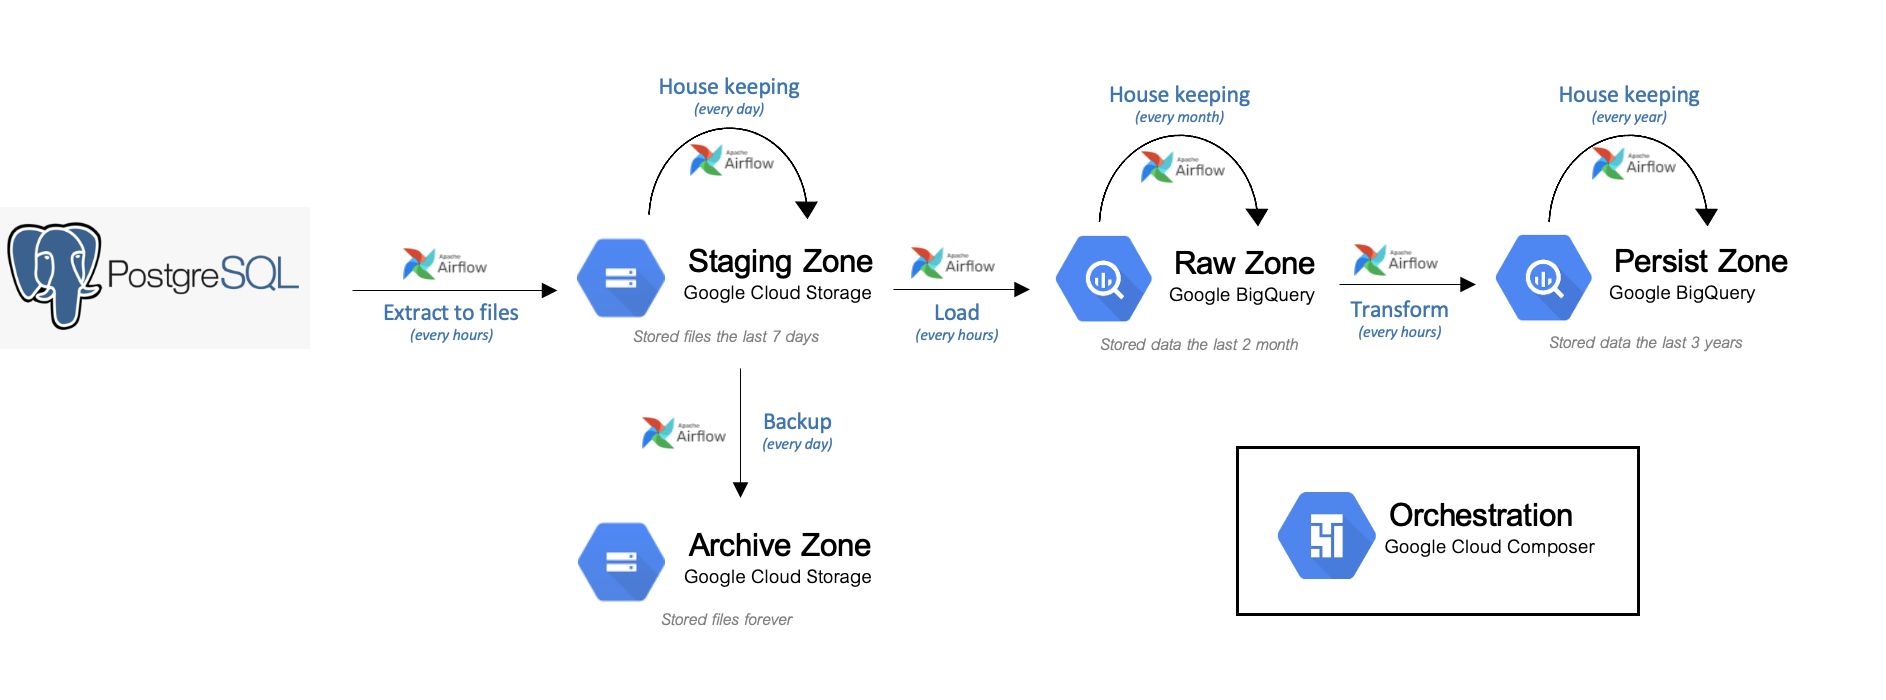 PostgreSQL
Apache
Airflow
Extract to files
(every hours)
House keeping
(every day)
Apache
Airflow
Staging Zone
Google Cloud Storage
Stored files the last 7 days
Apache
Airflow
Load
(every hours)
House keeping
(every month)
Apache
Airflow
Raw Zone
Google BigQuery
Stored data the last 2 month
Apache
Airflow
Transform
(every hours)
House keeping
(every year)
Apache
Airflow
Persist Zone
Google BigQuery
Stored data the last 3 years
Apache
Airflow
Backup
(every day)
Archive Zone
Google Cloud Storage
Stored files forever
Orchestration
Google Cloud Composer